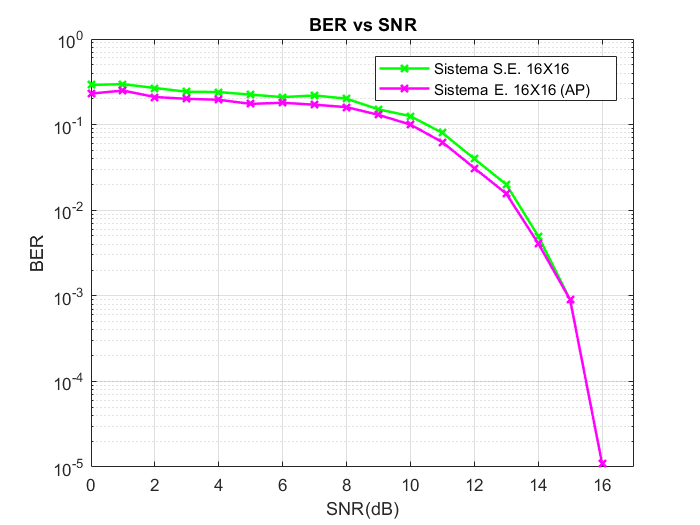 BER vs SNR
Sistema S.E. 16X16
Sistema E. 16X16 (AP)
BER
10^0
10^-1
10^-2
10^-3
10^-4
10^-5
0 2 4 6 8 10 12 14 16
SNR(dB)